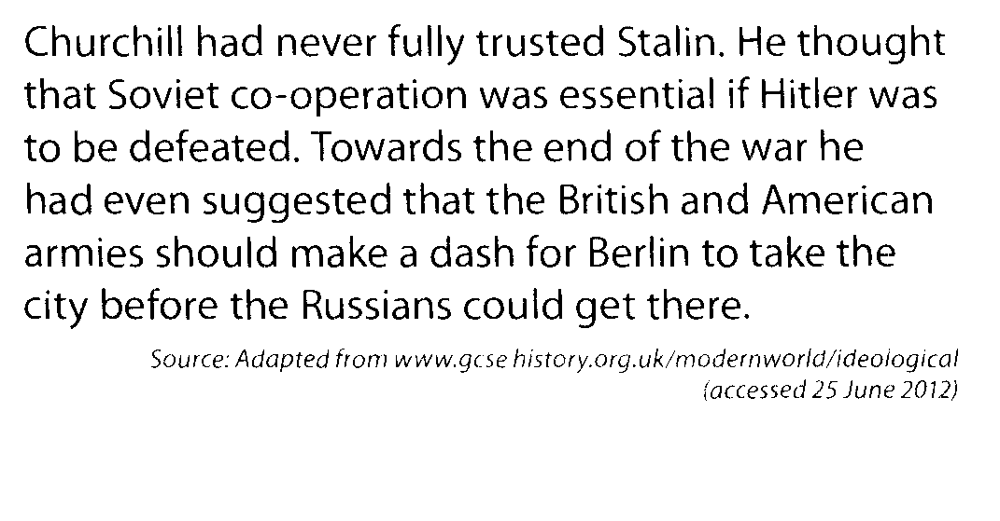 Churchill had never fully trusted Stalin. He thought
that Soviet co-operation was essential if Hitler was
to be defeated. Towards the end of the war he
had even suggested that the British and American
armies should make a dash for Berlin to take the
city before the Russians could get there.
Source: Adapted from www.gcse history.org.uk/modernworld/ideological
(accessed 25 June 2012)